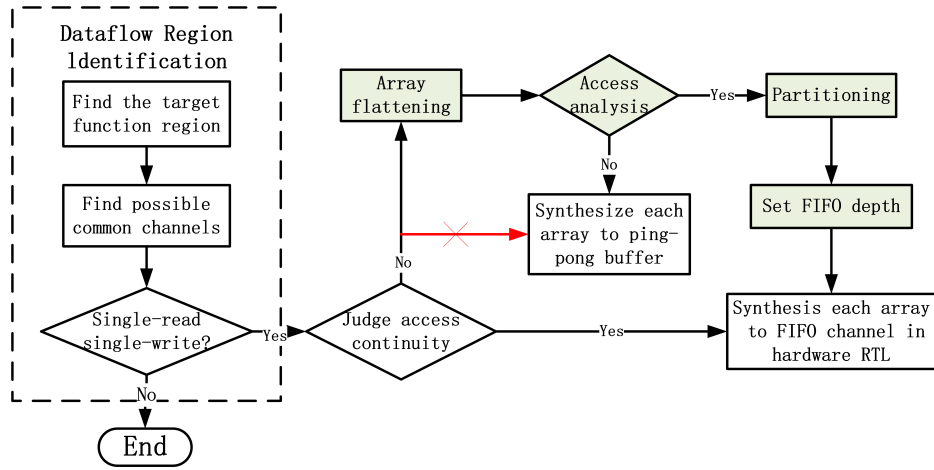 Dataflow Region
Identification
Find the target
function region
Find possible
common channels
Single-read
single-write?
No
End
Yes
Judge access
continuity
No
Yes
Array
flattening
Access
analysis
Yes
No
Synthesize each
array to ping-
pong buffer
Partitioning
Set FIFO depth
Synthesis each array
to FIFO channel in
hardware RTL